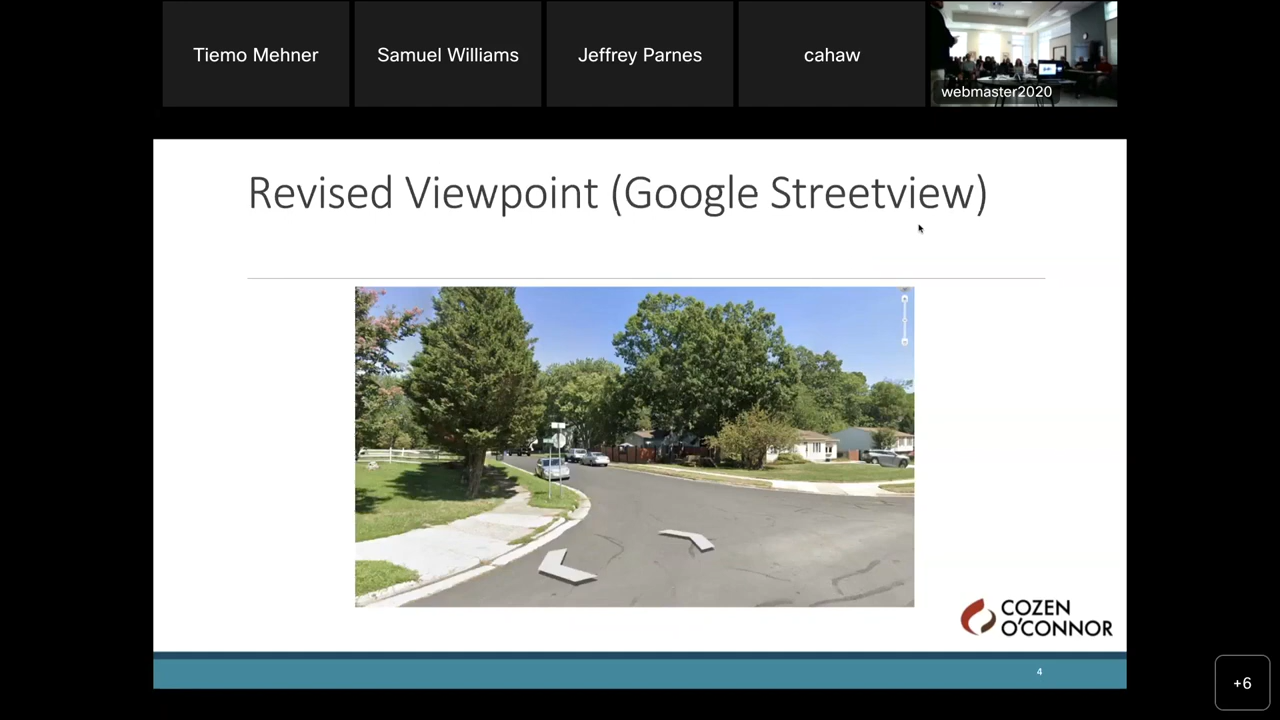 Tiemo Mehner
Samuel Williams
Jeffrey Parnes
cahaw
webmaster2020
Revised Viewpoint (Google Streetview)
COZEN
O'CONNOR
4
+6